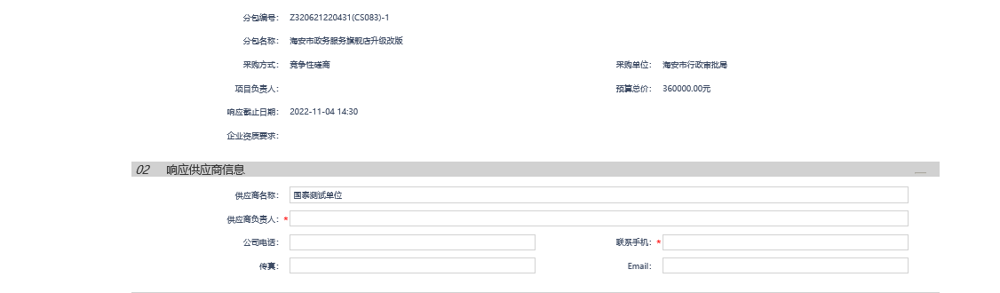 分包编号： Z320621220431(CS083)-1
分包名称： 海安市政务服务旗舰店升级改版
采购方式： 竞争性磋商 采购单位： 海安市行政审批局
项目负责人： 预算总价： 360000.00元
响应截止日期： 2022-11-04 14:30
企业资质要求：
02 响应供应商信息
供应商名称： 国泰测试单位
供应商负责人： *
公司电话： 联系手机： *
传真： Email：